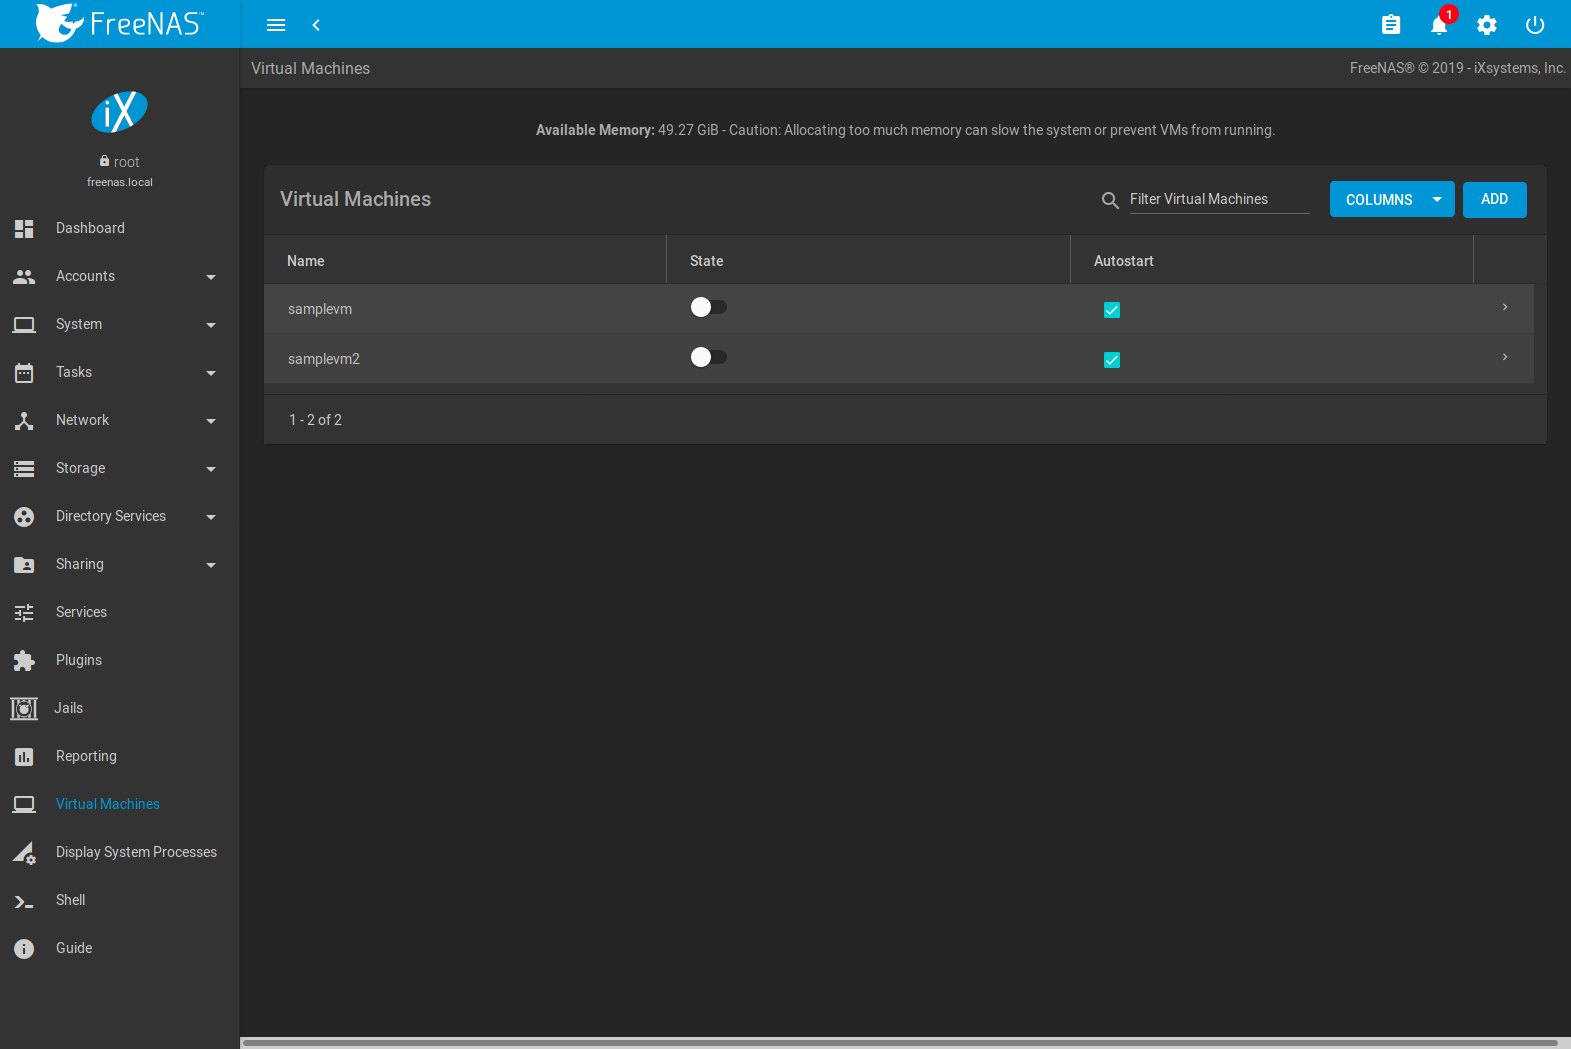 FreeNAS™
1
Virtual Machines
FreeNAS® © 2019 - iXsystems, Inc.
iX
root
freenas.local
Dashboard
Accounts
System
Tasks
Network
Storage
Directory Services
Sharing
Services
Plugins
Jails
Reporting
Virtual Machines
Display System Processes
Shell
Guide
Available Memory: 49.27 GiB - Caution: Allocating too much memory can slow the system or prevent VMs from running.
Virtual Machines
Filter Virtual Machines
COLUMNS
ADD
Name State Autostart
samplevm
samplevm2
1 - 2 of 2